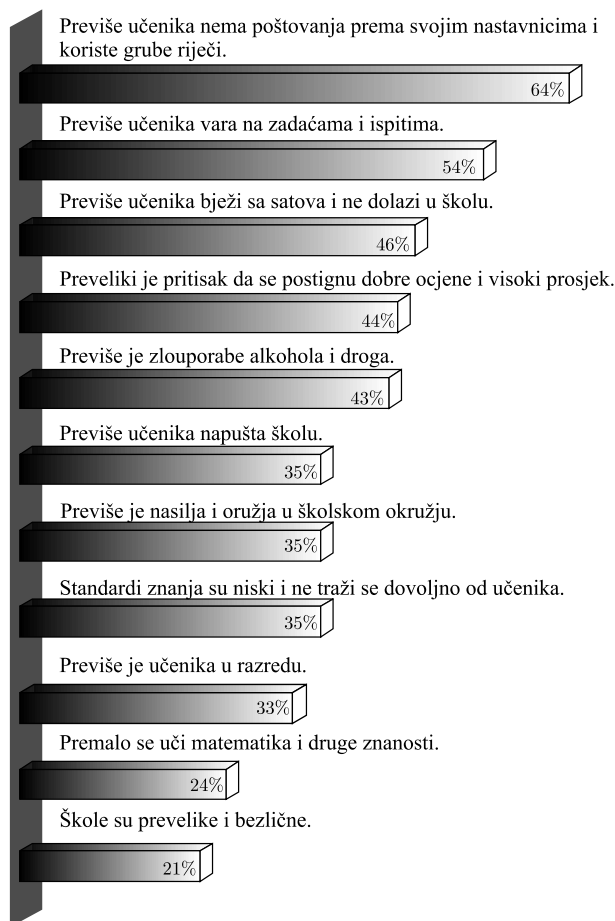 Previše učenika nema poštovanja prema svojim nastavnicima i
koriste grube riječi.
64%
Previše učenika vara na zadaćama i ispitima.
54%
Previše učenika bježi sa satova i ne dolazi u školu.
46%
Preveliki je pritisak da se postignu dobre ocjene i visoki prosjek.
44%
Previše je zlouporabe alkohola i droga.
43%
Previše učenika napušta školu.
35%
Previše je nasilja i oružja u školskom okružju.
35%
Standardi znanja su niski i ne traži se dovoljno od učenika.
35%
Previše je učenika u razredu.
33%
Premalo se uči matematika i druge znanosti.
24%
Škole su prevelike i bezlične.
21%